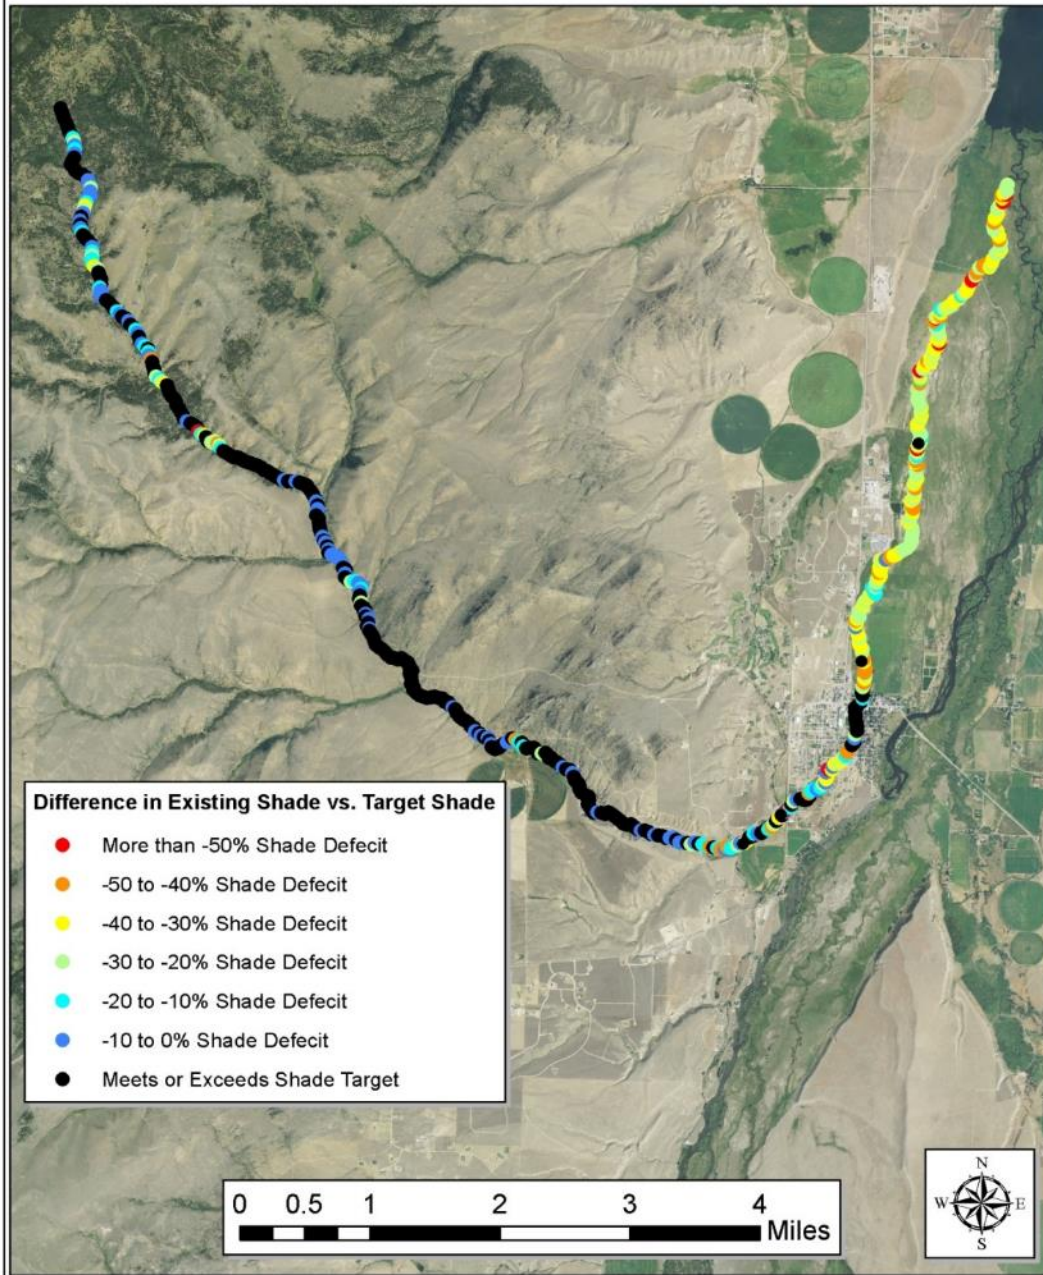 Difference in Existing Shade vs. Target Shade
More than -50% Shade Defecit
-50 to -40% Shade Defecit
-40 to -30% Shade Defecit
-30 to -20% Shade Defecit
-20 to -10% Shade Defecit
-10 to 0% Shade Defecit
Meets or Exceeds Shade Target
0 0.5 1 2 3 4
Miles
N
W E
S